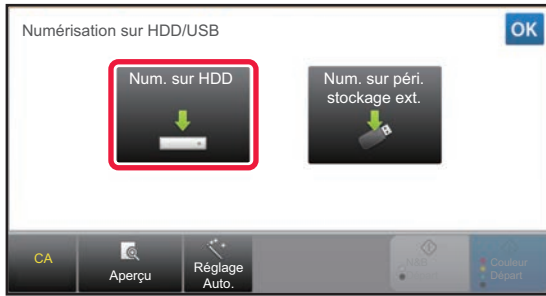 Numérisation sur HDD/USB
OK
Num. sur HDD
Num. sur péri.
stockage ext.
CA
Aperçu
Réglage
Auto.
N&B
Départ
Couleur
Départ